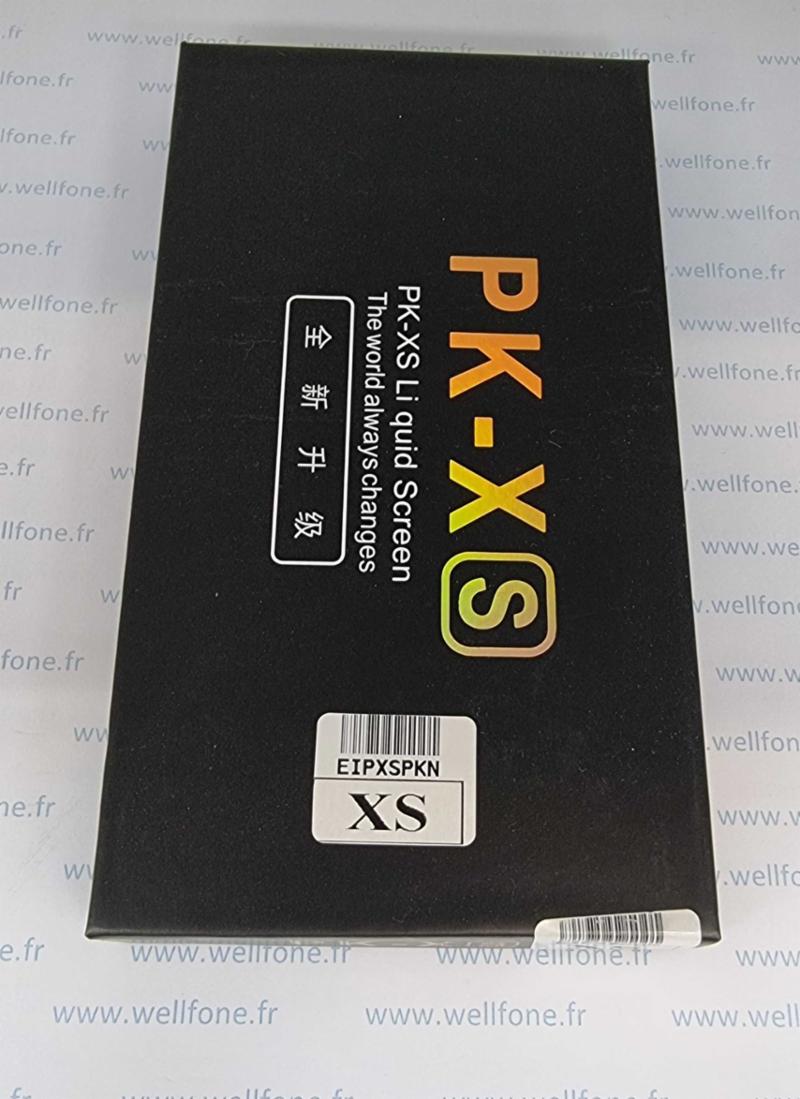 PK-XS
PK-XS Li quid Screen
The world always changes
全新升级
EIPXSPKN
XS
www.wellfone.fr